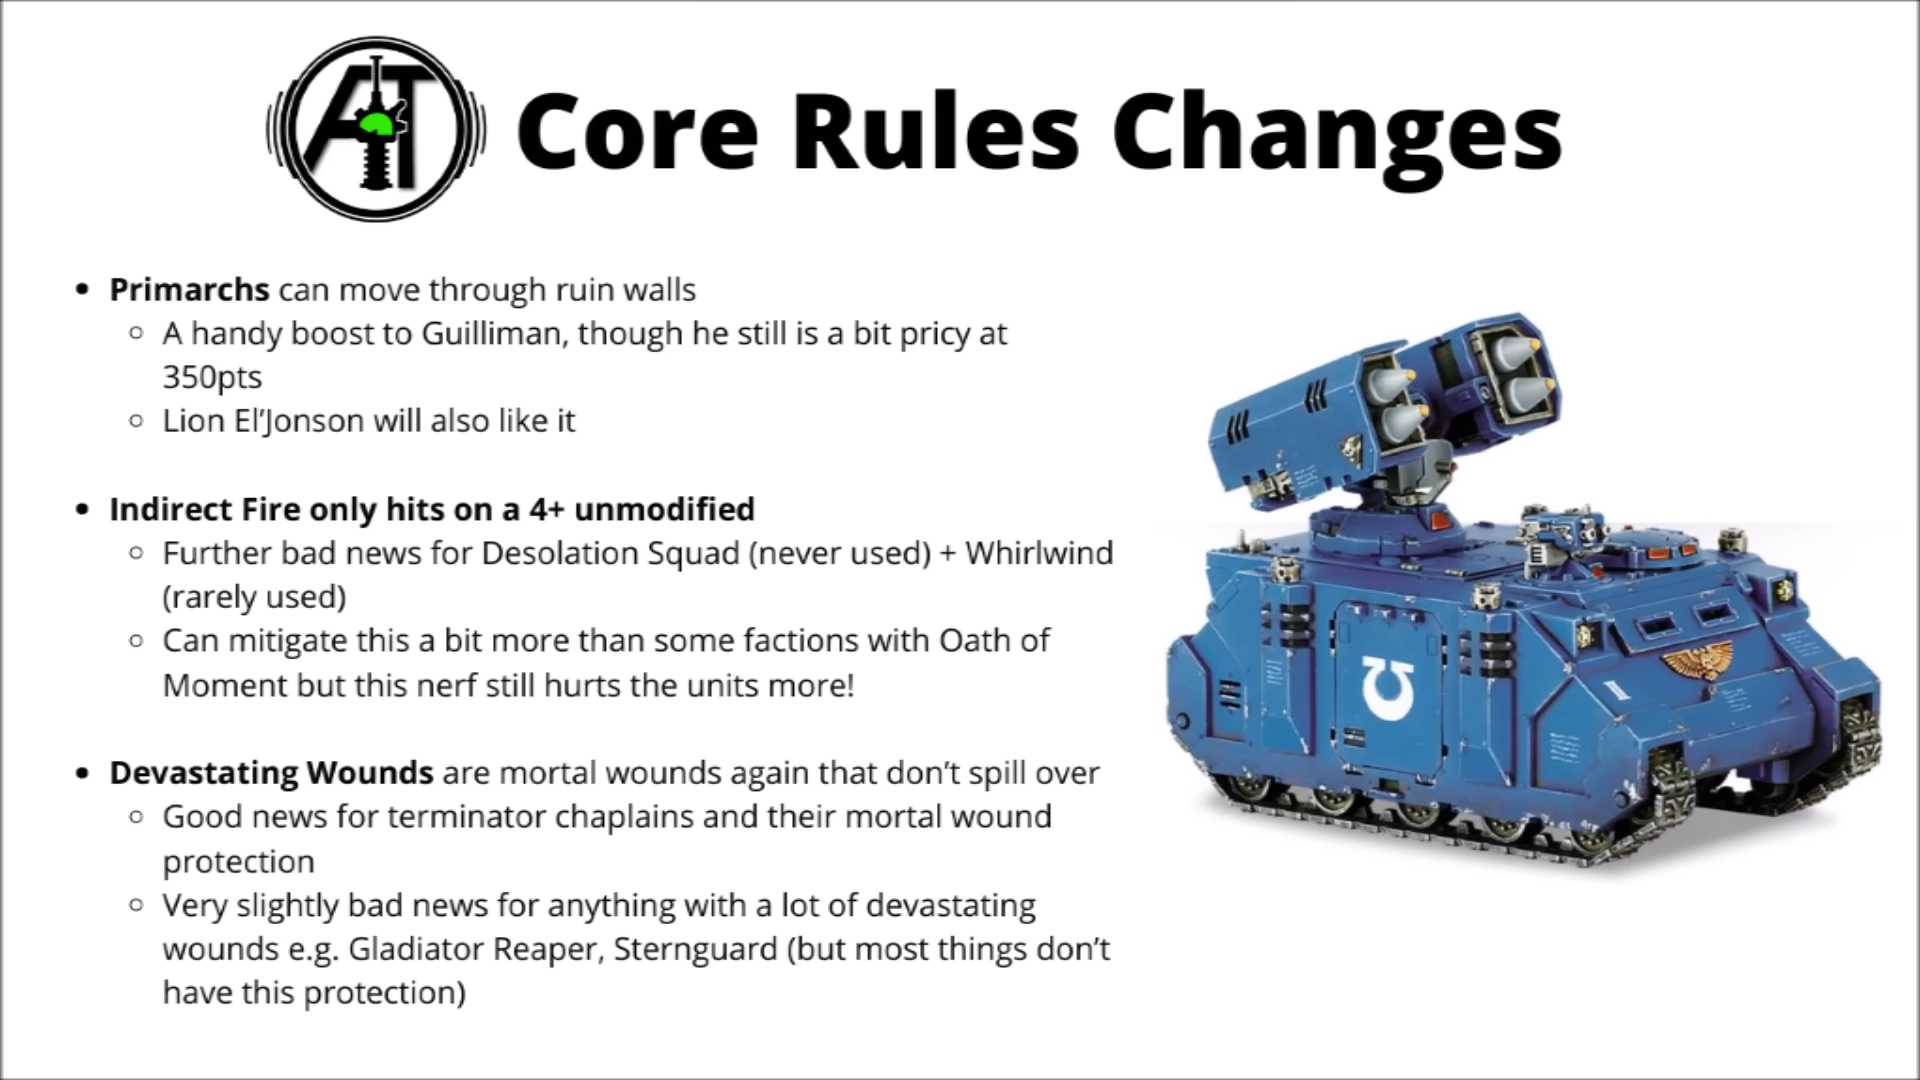 AT Core Rules Changes
• Primarchs can move through ruin walls
○ A handy boost to Guilliman, though he still is a bit pricy at
350pts
○ Lion El'Jonson will also like it
• Indirect Fire only hits on a 4+ unmodified
○ Further bad news for Desolation Squad (never used) + Whirlwind
(rarely used)
○ Can mitigate this a bit more than some factions with Oath of
Moment but this nerf still hurts the units more!
• Devastating Wounds are mortal wounds again that don't spill over
○ Good news for terminator chaplains and their mortal wound
protection
○ Very slightly bad news for anything with a lot of devastating
wounds e.g. Gladiator Reaper, Sternguard (but most things don't
have this protection)